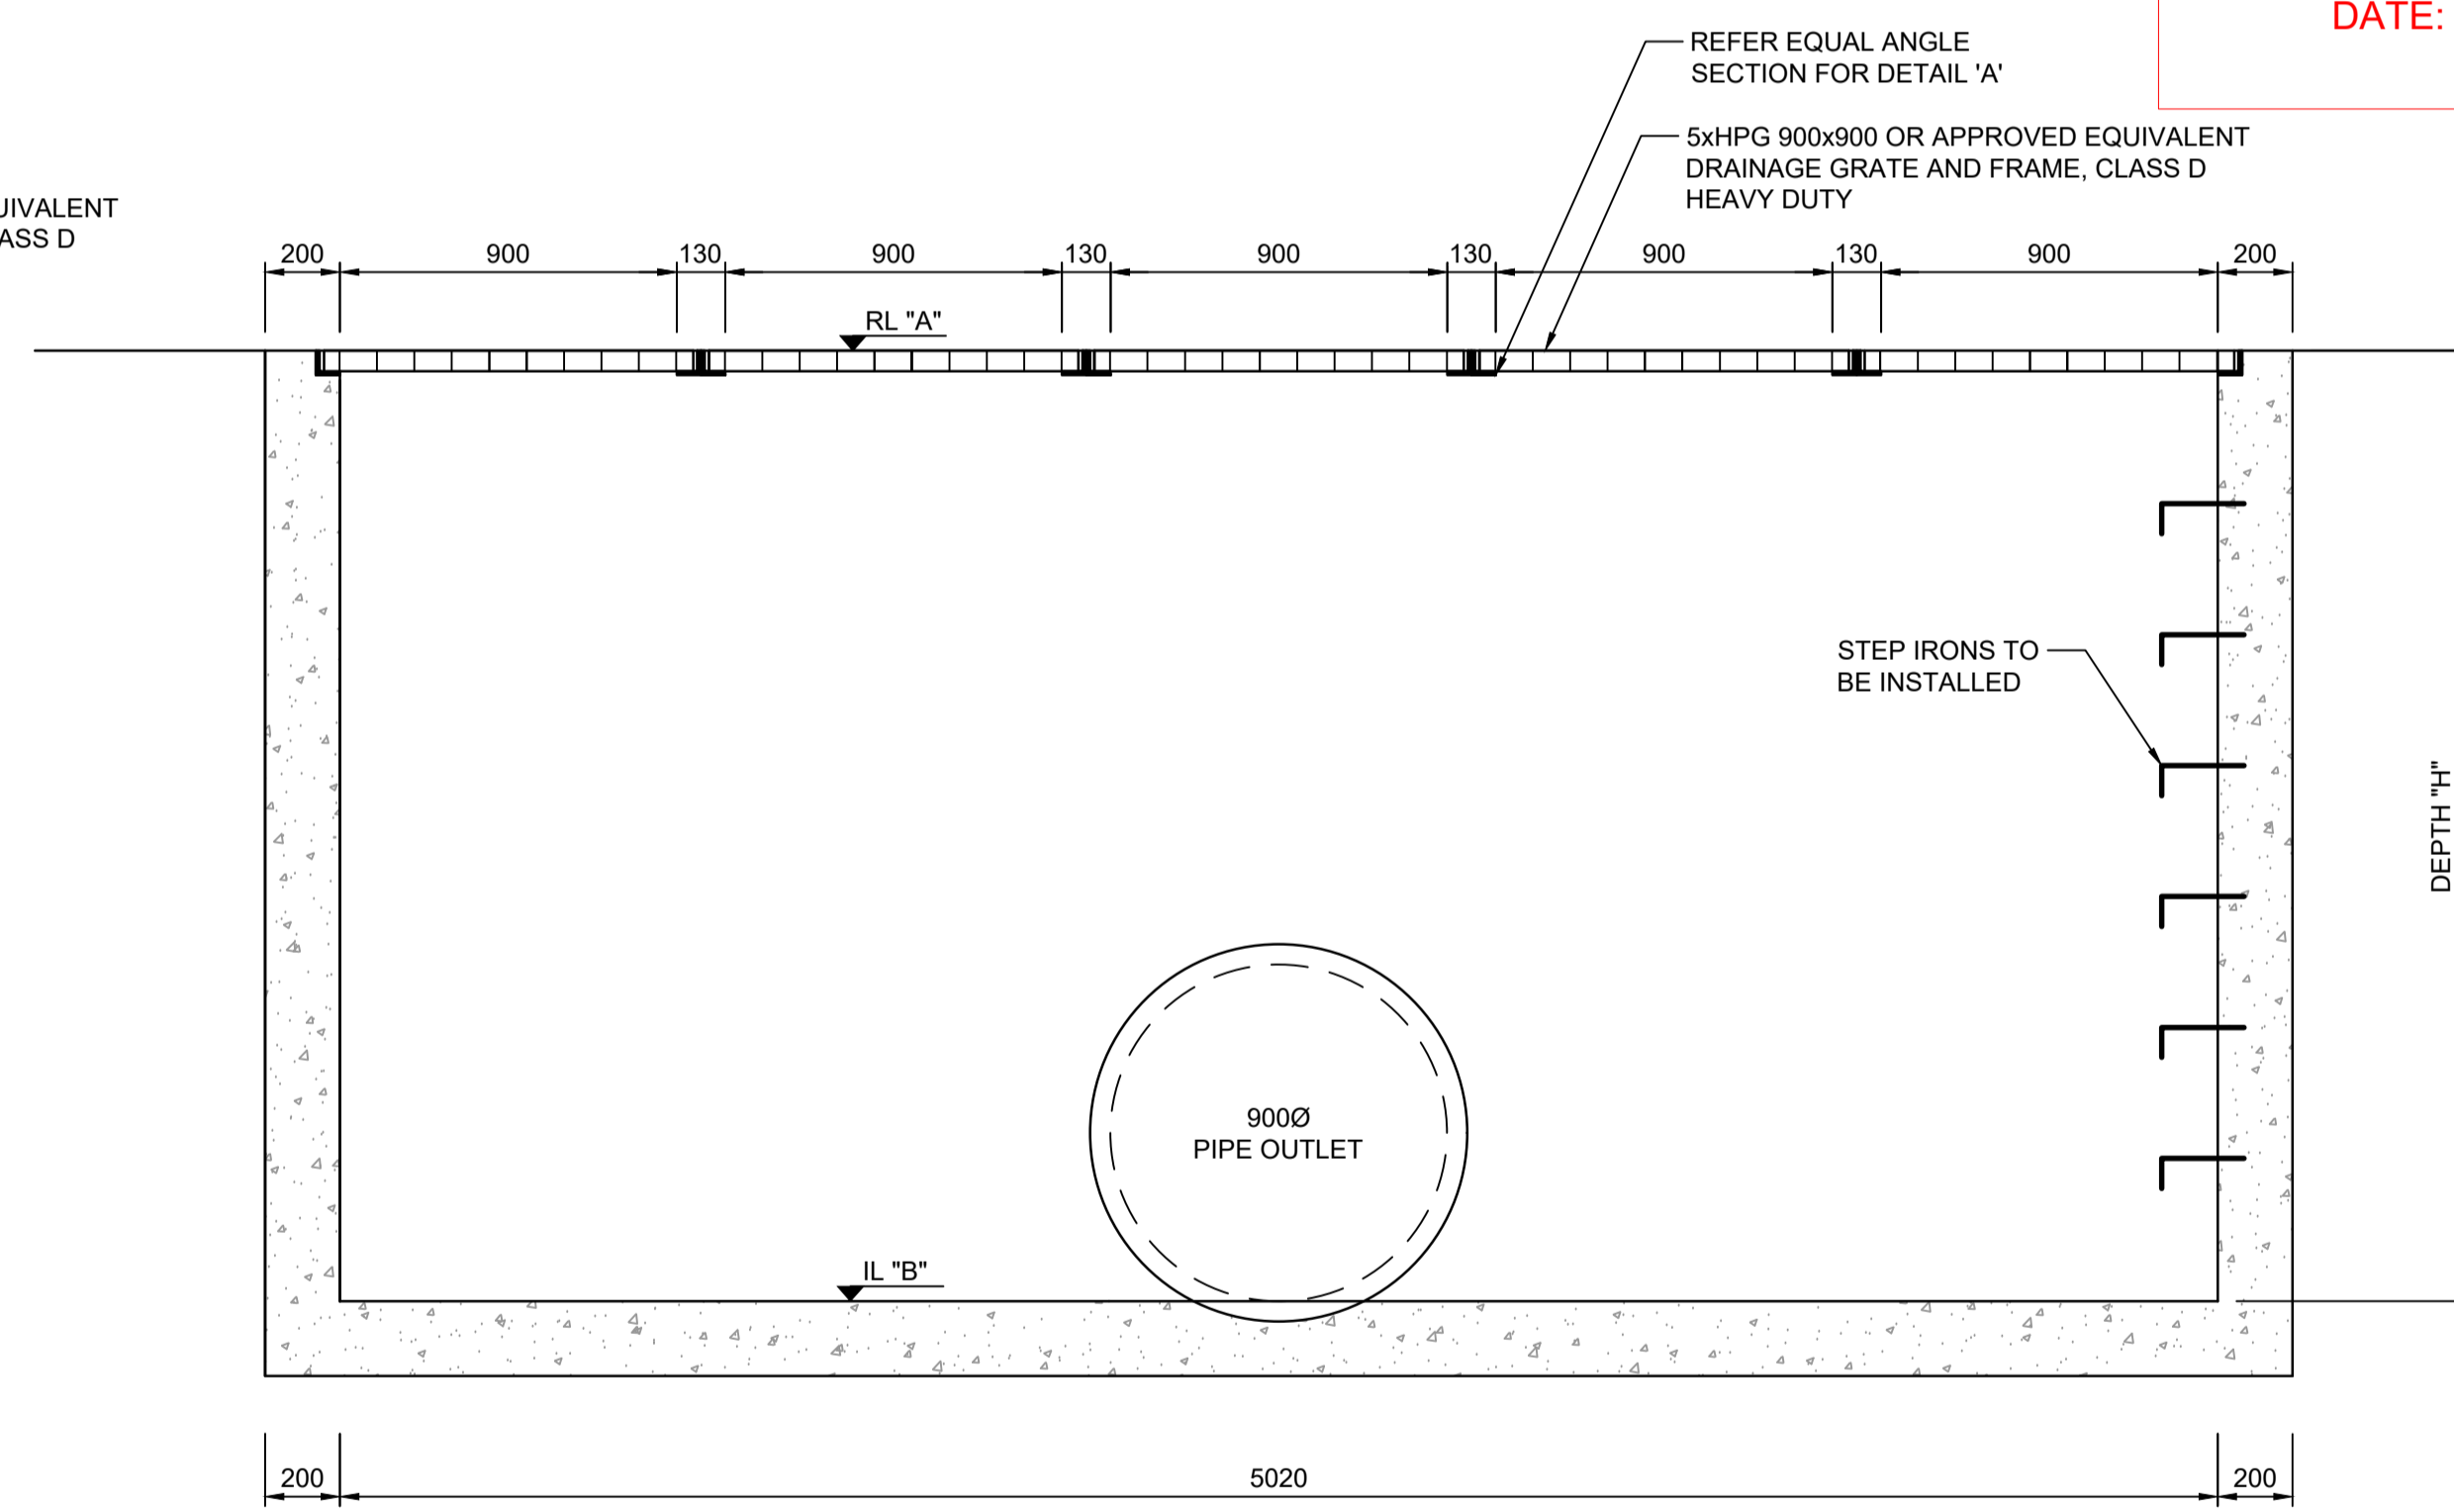 DATE:
REFER EQUAL ANGLE
SECTION FOR DETAIL 'A'
5xHPG 900x900 OR APPROVED EQUIVALENT
DRAINAGE GRATE AND FRAME, CLASS D
HEAVY DUTY
200 900 130 900 130 900 130 900 130 900 200
RL "A"
STEP IRONS TO
BE INSTALLED
DEPTH "H"
900Ø
PIPE OUTLET
IL "B"
200 5020 200